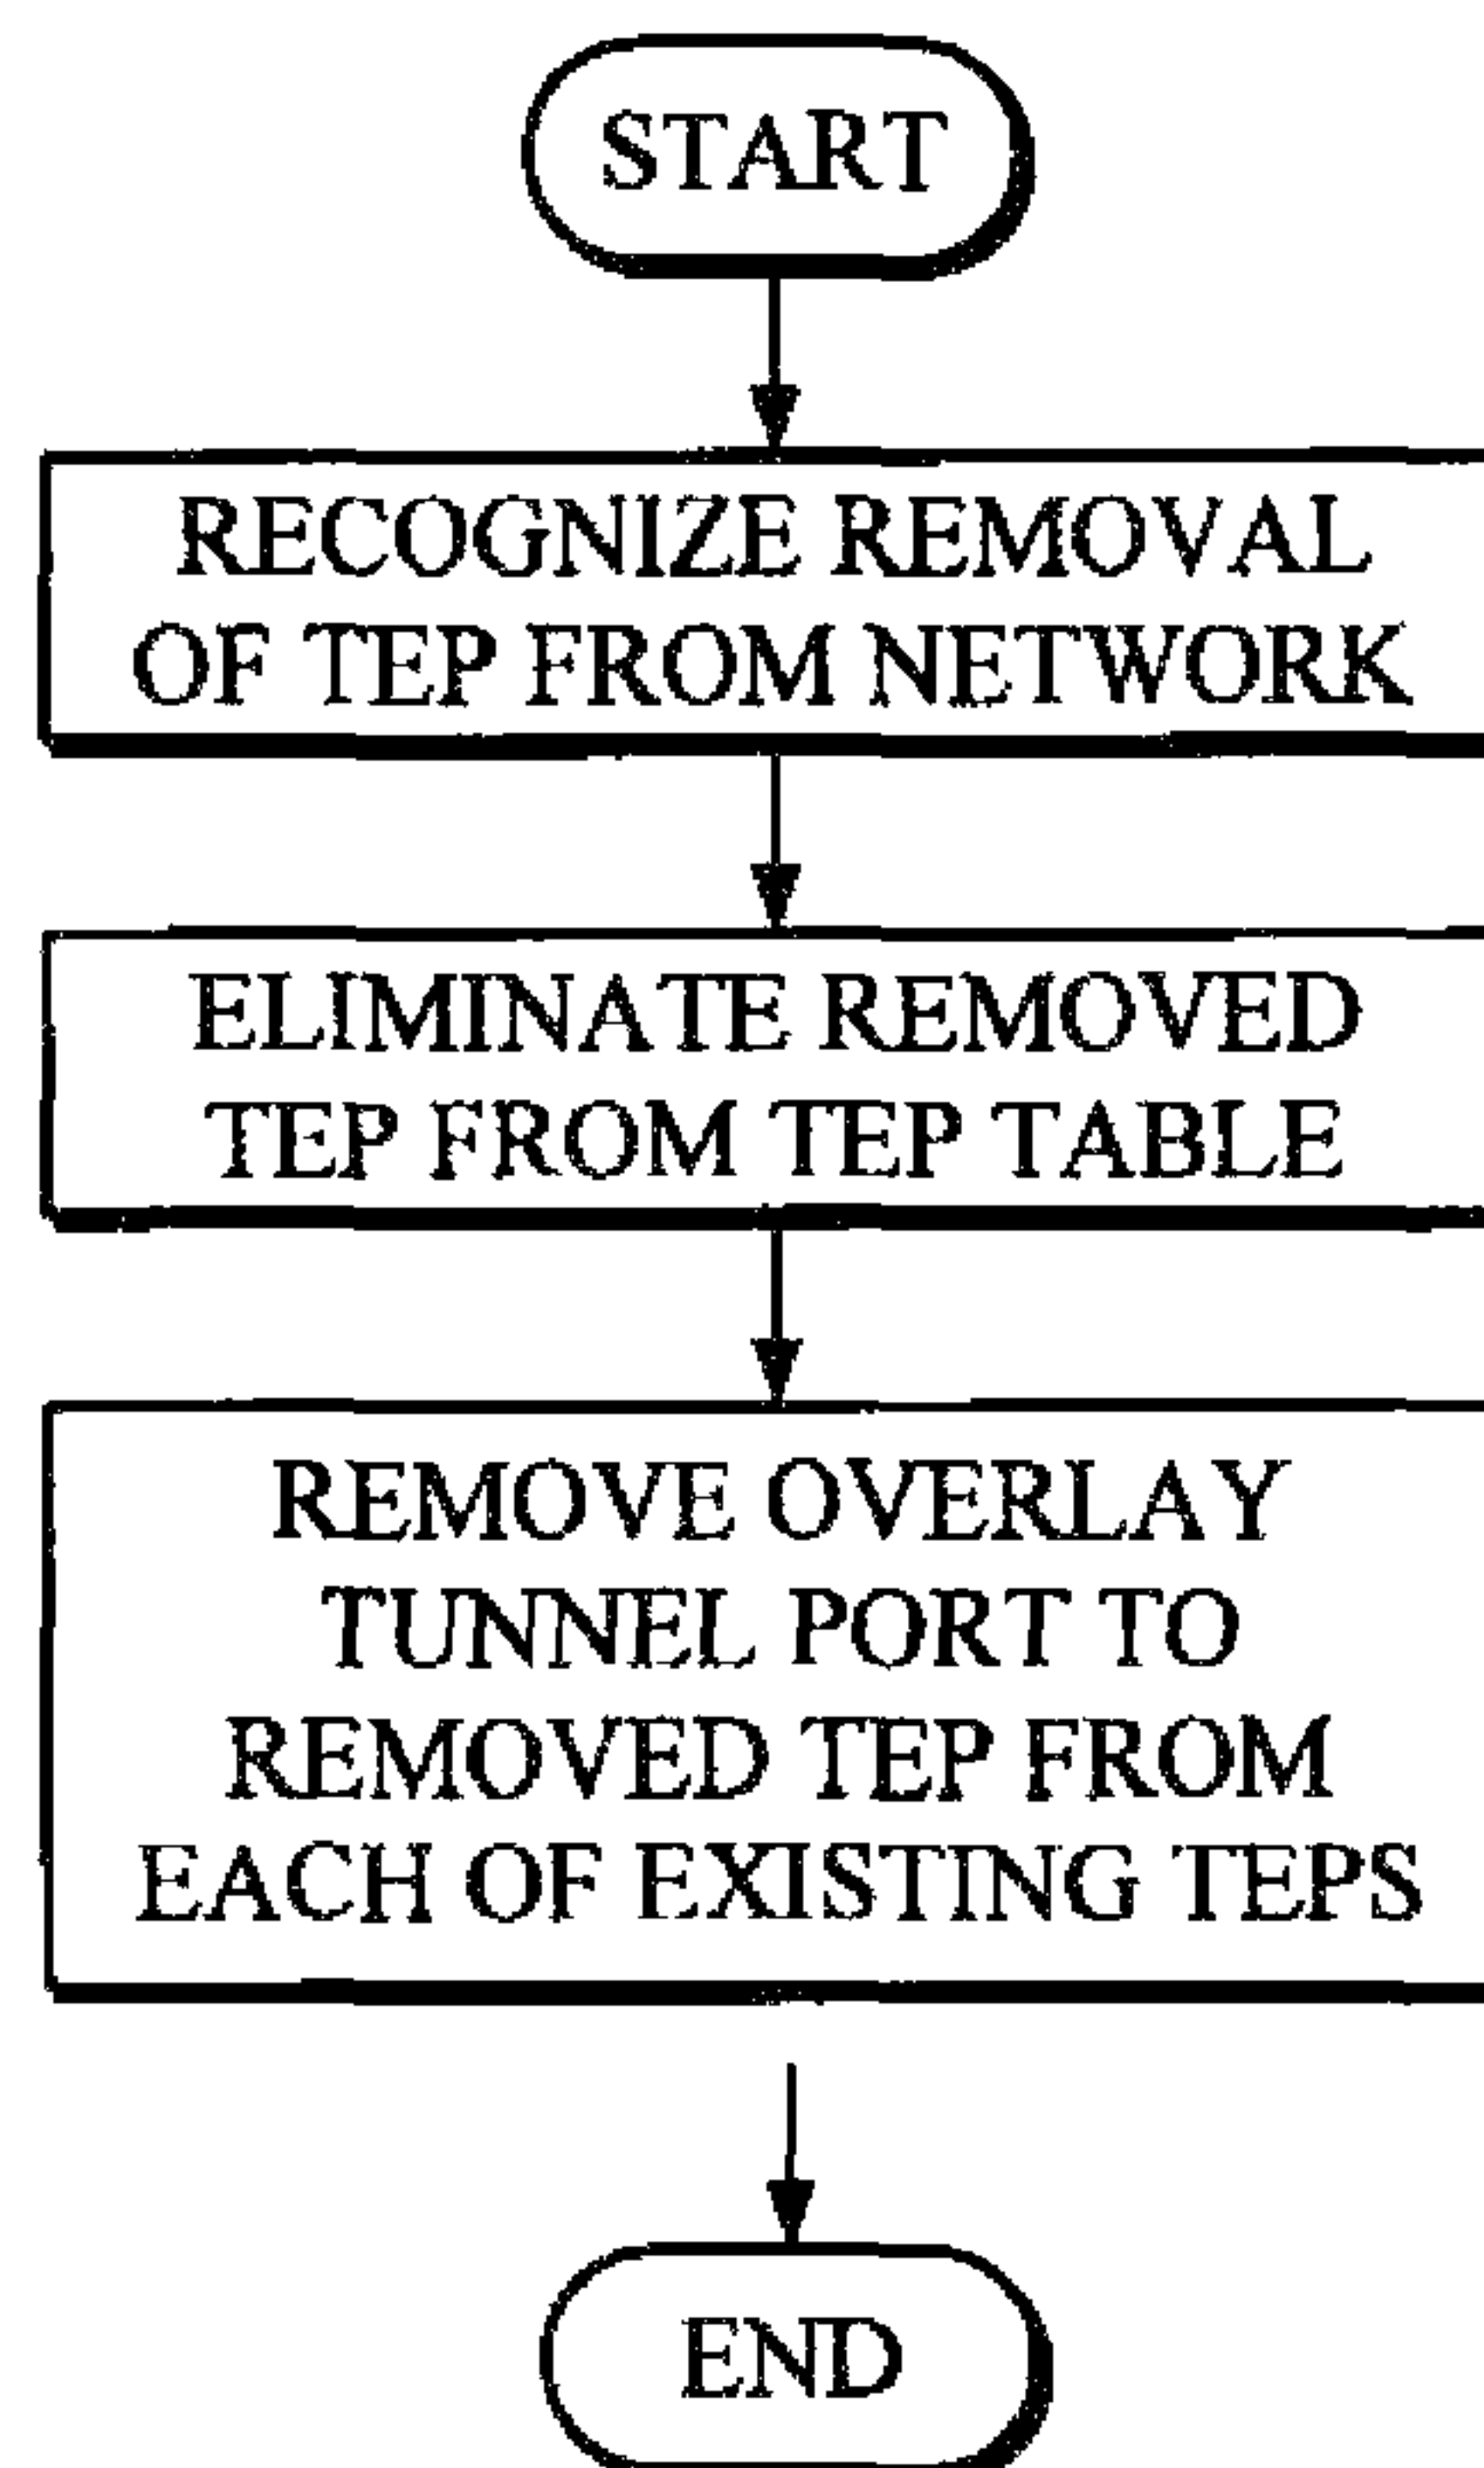 START
RECOGNIZE REMOVAL
OF TEP FROM NETWORK
ELIMINATE REMOVED
TEP FROM TEP TABLE
REMOVE OVERLAY
TUNNEL PORT TO
REMOVED TEP FROM
EACH OF EXISTING TEPS
END